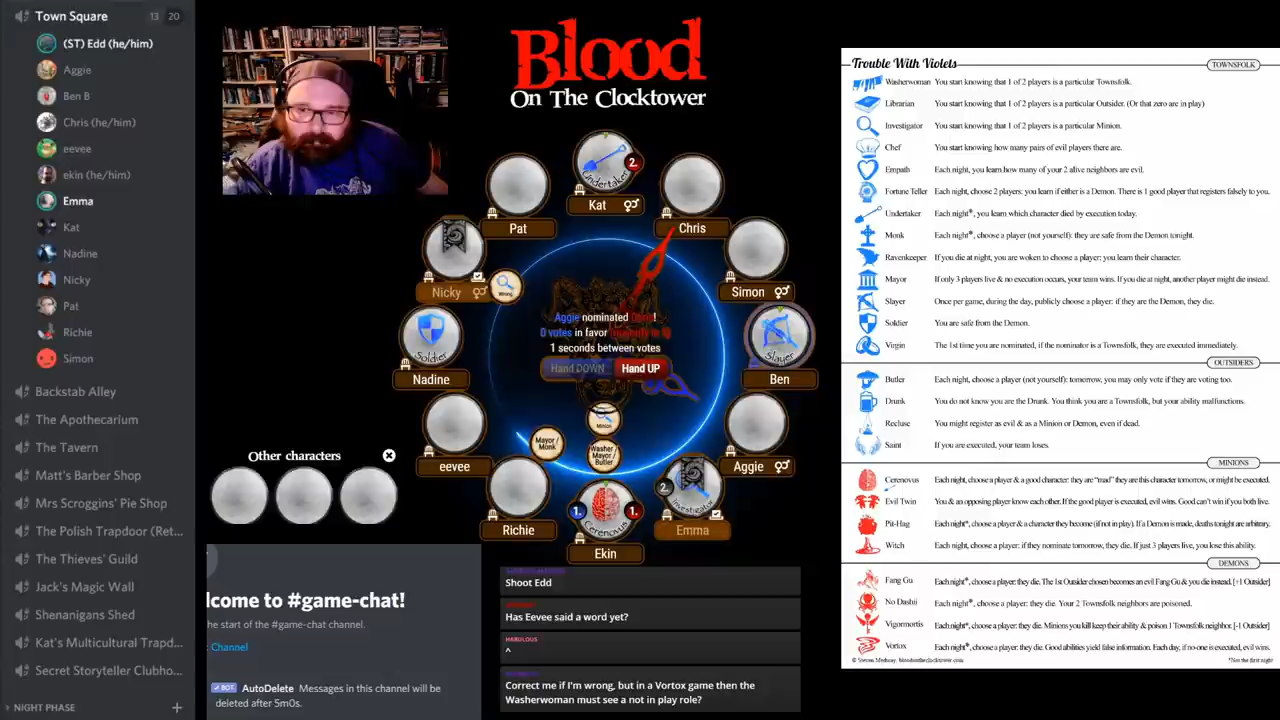 Town Square
13
20
(ST) Edd (he/him)
Aggie
Ben B
Chris (he/him)
eevee
ekin (he/him)
Emma
Kat
Nadine
Nicky
Pat
Richie
Simon
Backstab Alley
The Apothecarium
The Tavern
Matt's Barber Shop
Mrs Scroggins' Pie Shop
T'Pollins Trapdoor (Ret...
The Thieves' Guild
Jack's Dark Wall
Shenanigans Shed
Kat's Multicultural Trapd...
Secret Storyteller Clubho...
NIGHT PHASE
Blood
On The Clocktower
Undertaker
2.
Kat
Pat
Chris
Nicky
Wrong
Simon
Soldier
Nadine
Slayer
Ben
Aggie nominated
0 votes in favor
1 seconds between votes
Hand DOWN
Hand UP
Minion
Mayor /
Monk
Washer /
Mayor /
Butler
eevee
Richie
1.
1.
Cerenovus
Ekin
2.
Investigator
Emma
Aggie
Other characters
lcome to #game-chat!
he start of the #game-chat channel.
Channel
BOT
AutoDelete Messages in this channel will be
deleted after 5m0s.
Shoot Edd
Has Eevee said a word yet?
^
Correct me if I'm wrong, but in a Vortox game then the
Washerwoman must see a not in play role?
Trouble With Violets
TOWNSFOLK
Washerwoman You start knowing that 1 of 2 players is a particular Townsfolk.
Librarian You start knowing that 1 of 2 players is a particular Outsider. (Or that zero are in play)
Investigator You start knowing that 1 of 2 players is a particular Minion.
Chef You start knowing how many pairs of evil players there are.
Empath Each night, you learn how many of your 2 alive neighbors are evil.
Fortune Teller Each night, choose 2 players: you learn if either is a Demon. There is 1 good player that registers falsely to you.
Undertaker Each night*, you learn which character died by execution today.
Monk Each night*, choose a player (not yourself): they are safe from the Demon tonight.
Ravenkeeper If you die at night, you are woken to choose a player: you learn their character.
Mayor If only 3 players live & no execution occurs, your team wins. If you die at night, another player might die instead.
Slayer Once per game, during the day, publicly choose a player: if they are the Demon, they die.
Soldier You are safe from the Demon.
Virgin The 1st time you are nominated, if the nominator is a Townsfolk, they are executed immediately.
OUTSIDERS
Butler Each night, choose a player (not yourself): tomorrow, you may only vote if they are voting too.
Drunk You do not know you are the Drunk. You think you are a Townsfolk, but your ability malfunctions.
Recluse You might register as evil & as a Minion or Demon, even if dead.
Saint If you are executed, your team loses.
MINIONS
Cerenovus Each night, choose a player & a good character: they are "mad" they are this character tomorrow, or might be executed.
Evil Twin You & an opposing player know each other. If the good player is executed, evil wins. Good can't win if you both live.
Pit-Hag Each night*, choose a player & a character they become (if not in play). If a Demon is made, deaths tonight are arbitrary.
Witch Each night, choose a player: if they nominate tomorrow, they die. If just 3 players live, you lose this ability.
DEMONS
Fang Gu Each night*, choose a player: they die. The 1st Outsider chosen becomes an evil Fang Gu & you die instead. [+1 Outsider]
No Dashii Each night*, choose a player: they die. Your 2 Townsfolk neighbors are poisoned.
Vigormortis Each night*, choose a player: they die. Minions you kill keep their ability & poison 1 Townsfolk neighbor. [-1 Outsider]
Vortox Each night*, choose a player: they die. Good abilities yield false information. Each day, if no-one is executed, evil wins.
© Steven Medway, bloodontheclocktower.com
*Not the first night